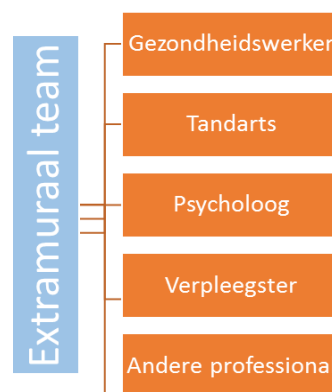 Extramuraal team
Gezondheidswerker
Tandarts
Psycholoog
Verpleegster
Andere professiona